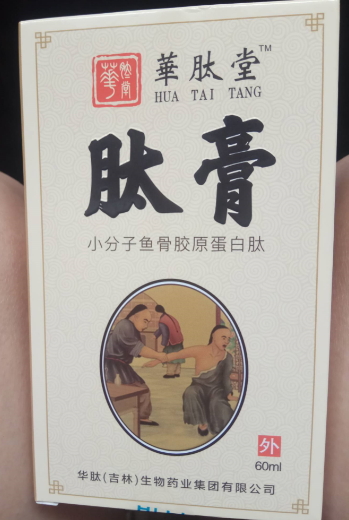 華肽堂™
HUA TAI TANG
肽膏
小分子鱼骨胶原蛋白肽
外
60ml
华肽(吉林)生物药业集团有限公司